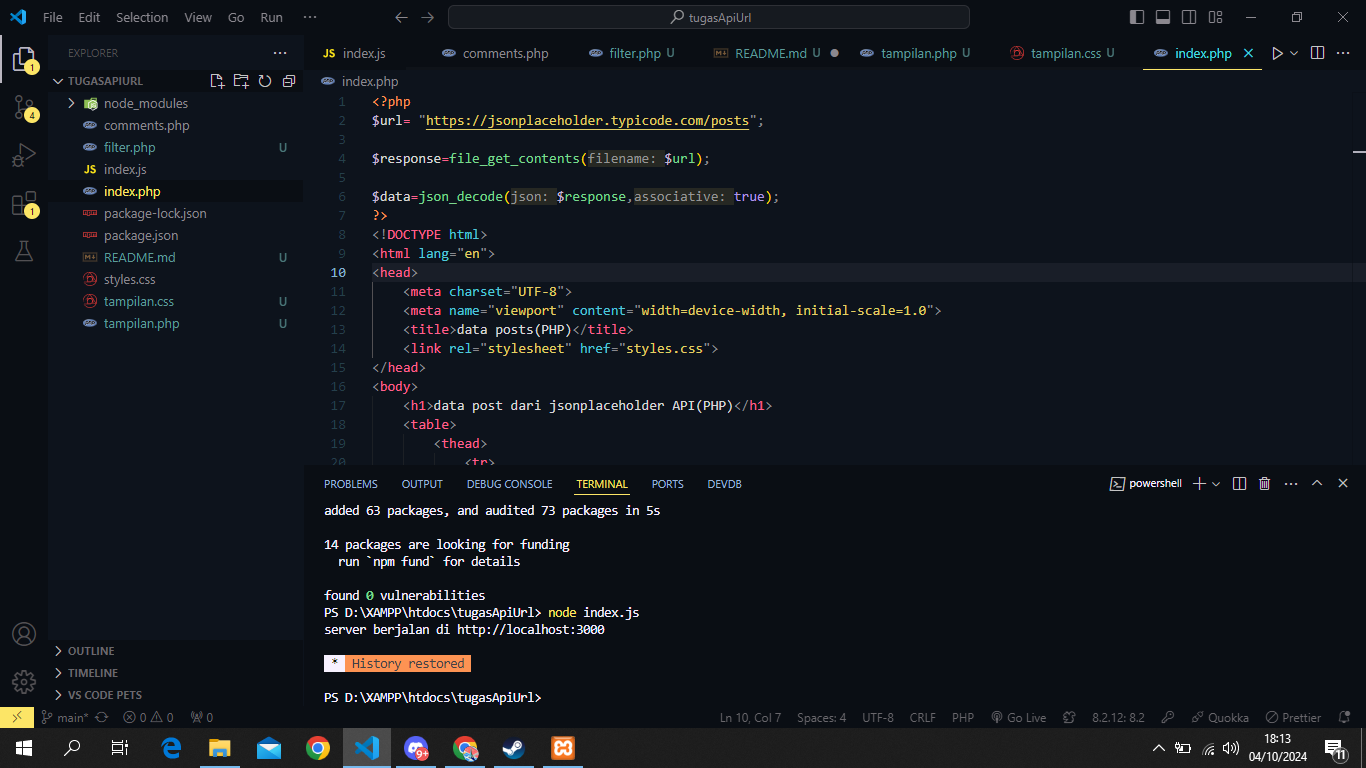 File Edit Selection View Go Run ··· tugasApiUrl
EXPLORER ···
TUGASAPIURL
node_modules
comments.php
filter.php U
JS index.js
index.php
package-lock.json
package.json
README.md U
styles.css
tampilan.css U
tampilan.php U
OUTLINE
TIMELINE
VS CODE PETS
1
4
1
JS index.js comments.php filter.php U README.md U tampilan.php U tampilan.css U index.php
index.php
1 <?php
2 $url= "https://jsonplaceholder.typicode.com/posts";
3
4 $response=file_get_contents(filename: $url);
5
6 $data=json_decode(json: $response,associative: true);
7 ?>
8 <!DOCTYPE html>
9 <html lang="en">
10 <head>
11 <meta charset="UTF-8">
12 <meta name="viewport" content="width=device-width, initial-scale=1.0">
13 <title>data posts(PHP)</title>
14 <link rel="stylesheet" href="styles.css">
15 </head>
16 <body>
17 <h1>data post dari jsonplaceholder API(PHP)</h1>
18 <table>
19 <thead>
20 <tr>
PROBLEMS OUTPUT DEBUG CONSOLE TERMINAL PORTS DEVDB powershell
added 63 packages, and audited 73 packages in 5s
14 packages are looking for funding
run `npm fund` for details
found 0 vulnerabilities
PS D:\XAMPP\htdocs\tugasApiUrl> node index.js
server berjalan di http://localhost:3000
* History restored
PS D:\XAMPP\htdocs\tugasApiUrl>
main* 0 0 0 Ln 10, Col 7 Spaces: 4 UTF-8 CRLF PHP Go Live 8.2.12: 8.2 Quokka Prettier
9+
18:13
04/10/2024
11